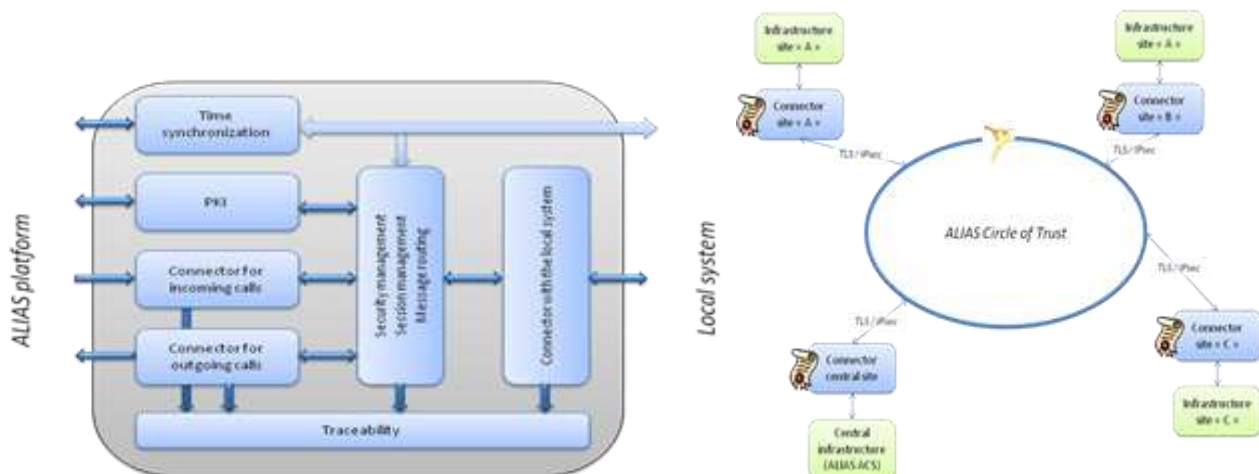 ALIAS platform
Time
synchronization
PKI
Connector for
incoming calls
Connector for
outgoing calls
Security management
Session management
Message routing
Connector with the local system
Traceability
Local system
Infrastructure
site « A »
Connector
site « A »
TLS / IPsec
Infrastructure
site « A »
Connector
site « B »
TLS / IPsec
ALIAS Circle of Trust
TLS / IPsec
Connector
site « C »
Infrastructure
site « C »
TLS / IPsec
Connector
central site
Central
infrastructure
(ALIAS ACS)